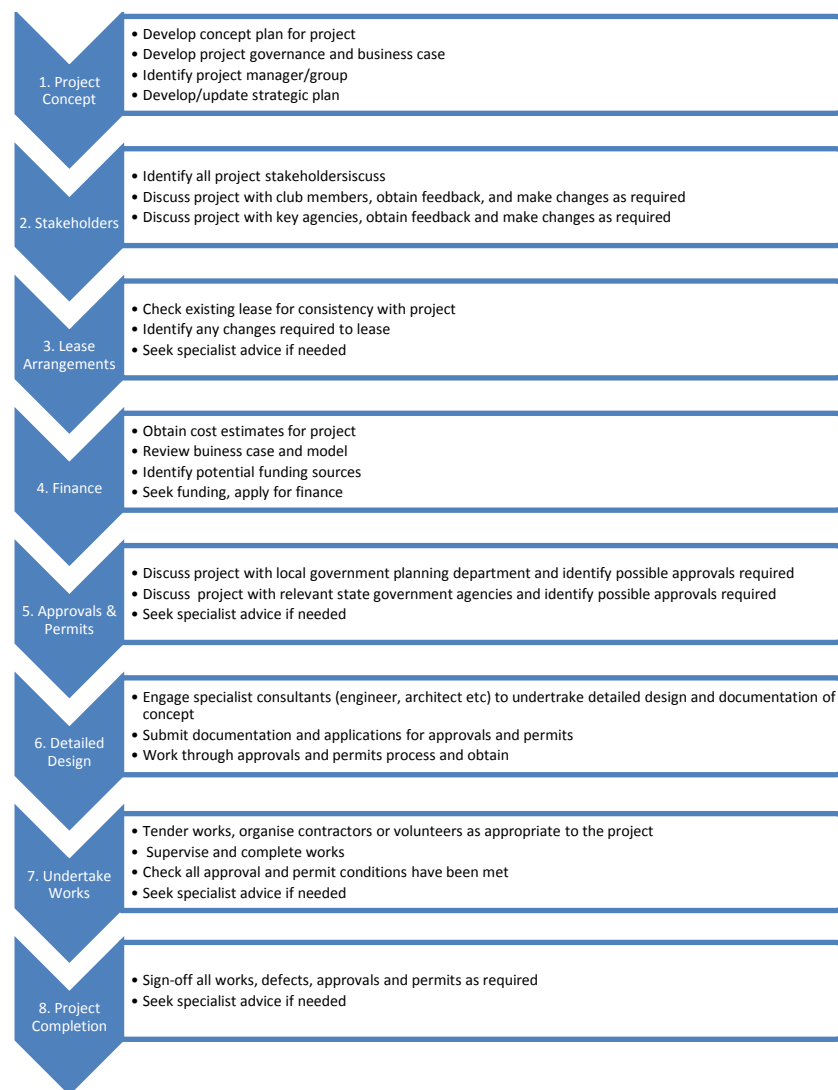 1. Project
Concept
• Develop concept plan for project
• Develop project governance and business case
• Identify project manager/group
• Develop/update strategic plan
2. Stakeholders
• Identify all project stakeholdersiscuss
• Discuss project with club members, obtain feedback, and make changes as required
• Discuss project with key agencies, obtain feedback and make changes as required
3. Lease
Arrangements
• Check existing lease for consistency with project
• Identify any changes required to lease
• Seek specialist advice if needed
4. Finance
• Obtain cost estimates for project
• Review business case and model
• Identify potential funding sources
• Seek funding, apply for finance
5. Approvals &
Permits
• Discuss project with local government planning department and identify possible approvals required
• Discuss project with relevant state government agencies and identify possible approvals required
• Seek specialist advice if needed
6. Detailed
Design
• Engage specialist consultants (engineer, architect etc) to undertrake detailed design and documentation of
concept
• Submit documentation and applications for approvals and permits
• Work through approvals and permits process and obtain
7. Undertake
Works
• Tender works, organise contractors or volunteers as appropriate to the project
• Supervise and complete works
• Check all approval and permit conditions have been met
• Seek specialist advice if needed
8. Project
Completion
• Sign-off all works, defects, approvals and permits as required
• Seek specialist advice if needed